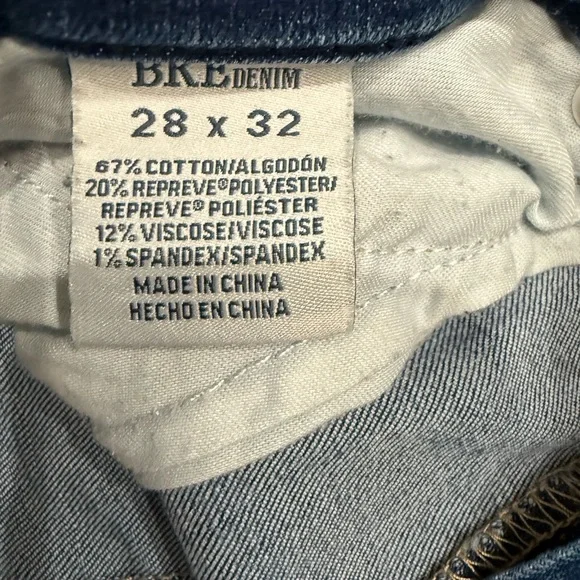 BKE DENIM
28 x 32
67% COTTON/ALGODÓN
20% REPREVE® POLYESTER/
REPREVE® POLIÉSTER
12% VISCOSE/VISCOSE
1% SPANDEX/SPANDEX
MADE IN CHINA
HECHO EN CHINA